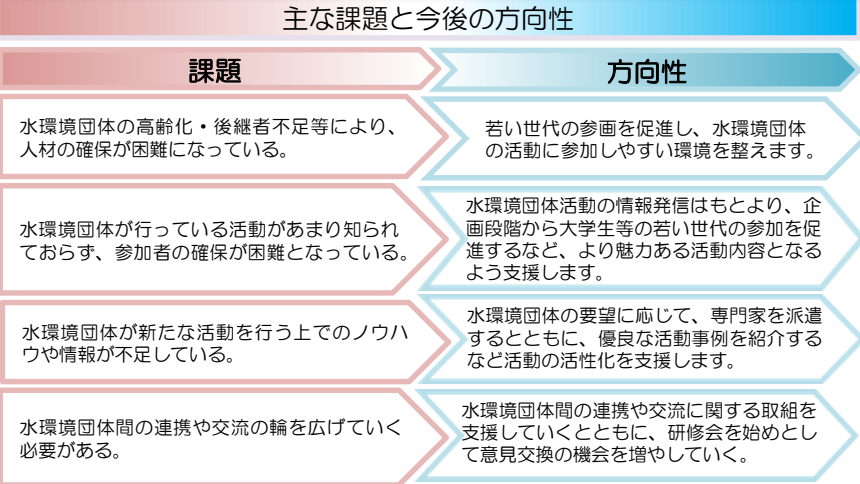 主な課題と今後の方向性
課題
方向性
水環境団体の高齢化・後継者不足等により、
人材の確保が困難になっている。
若い世代の参画を促進し、水環境団体
の活動に参加しやすい環境を整えます。
水環境団体が行っている活動があまり知られ
ておらず、参加者の確保が困難となっている。
水環境団体活動の情報発信はもとより、企
画段階から大学生等の若い世代の参加を促
進するなど、より魅力ある活動内容となる
よう支援します。
水環境団体が新たな活動を行う上でのノウハ
ウや情報が不足している。
水環境団体の要望に応じて、専門家を派遣
するとともに、優良な活動事例を紹介する
など活動の活性化を支援します。
水環境団体間の連携や交流の輪を広げていく
必要がある。
水環境団体間の連携や交流に関する取組を
支援していくとともに、研修会を始めとし
て意見交換の機会を増やしていく。